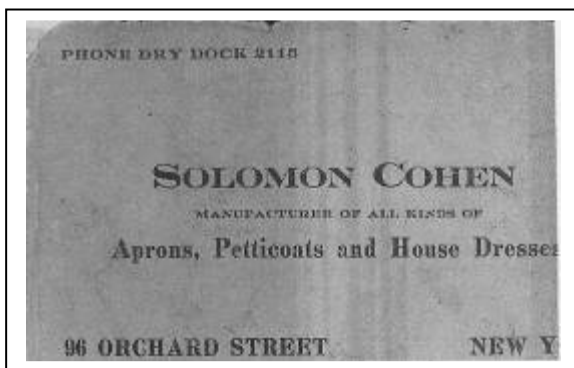 PHONE DRY DOCK 2115
SOLOMON COHEN
MANUFACTURER OF ALL KINDS OF
Aprons, Petticoats and House Dresses
96 ORCHARD STREET NEW Y